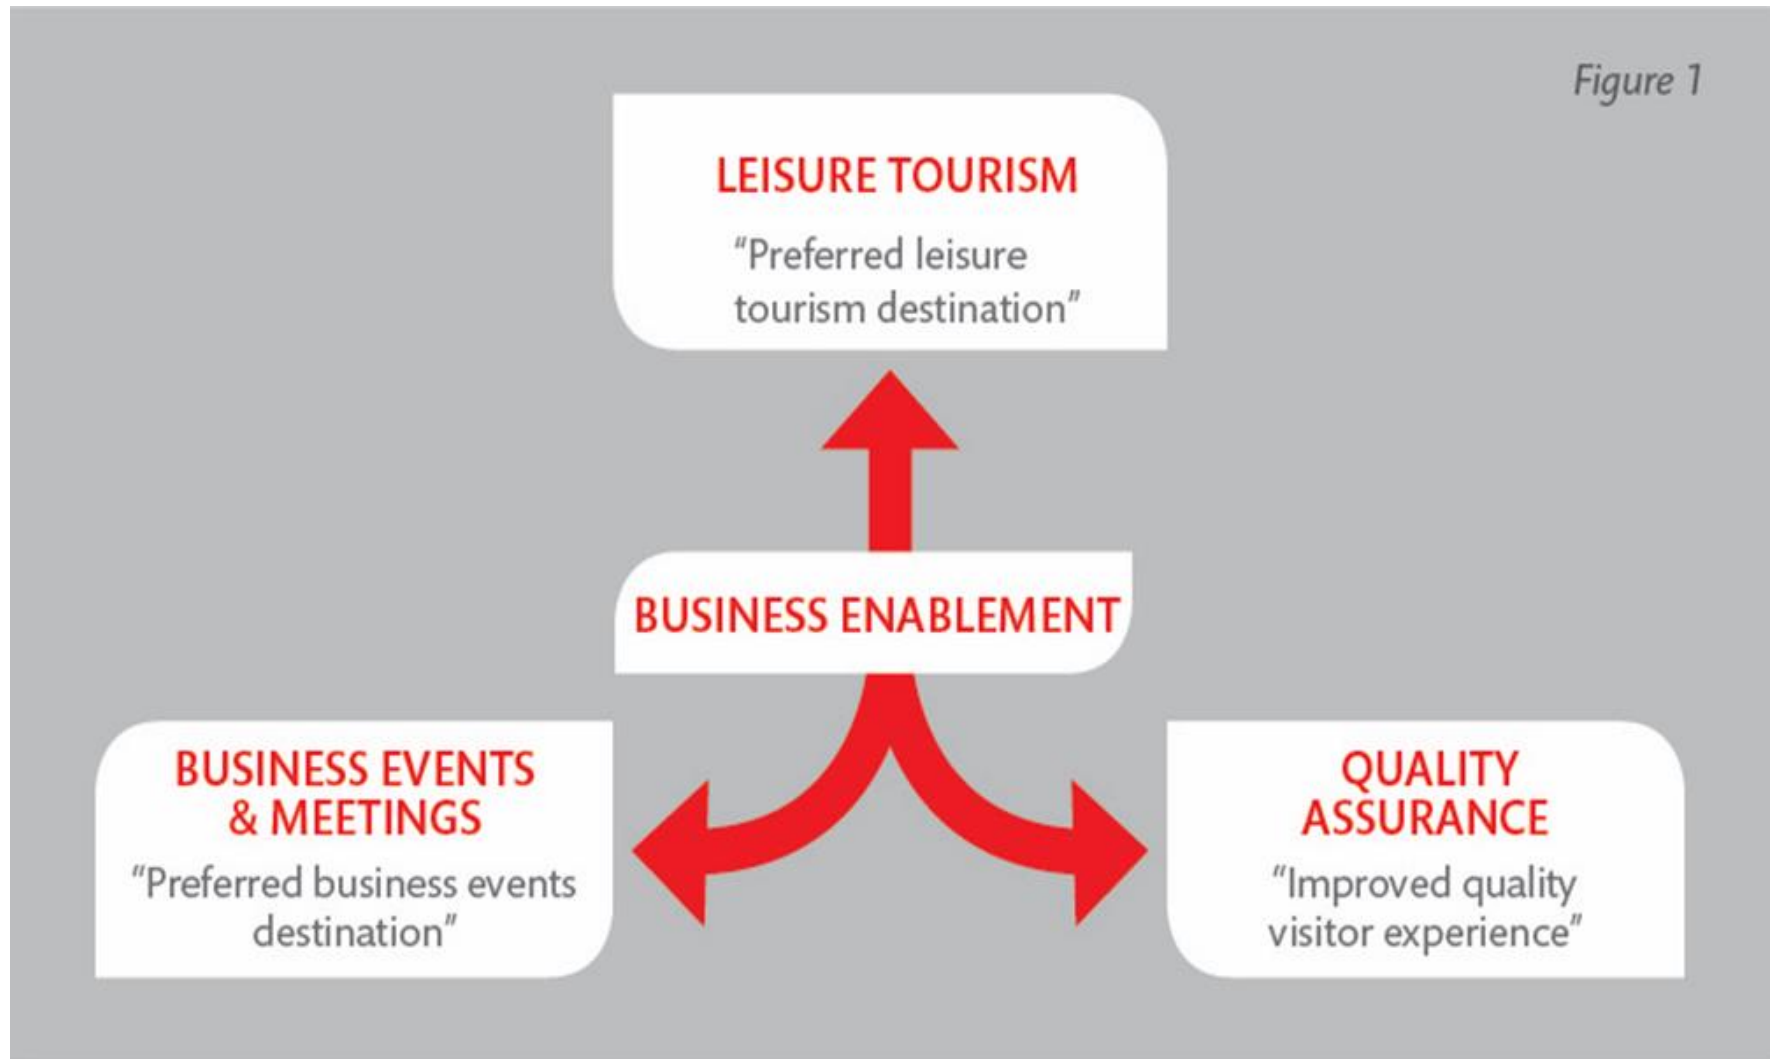 Figure 1
LEISURE TOURISM
“Preferred leisure
tourism destination”
BUSINESS ENABLEMENT
BUSINESS EVENTS
& MEETINGS
“Preferred business events
destination”
QUALITY
ASSURANCE
“Improved quality
visitor experience”